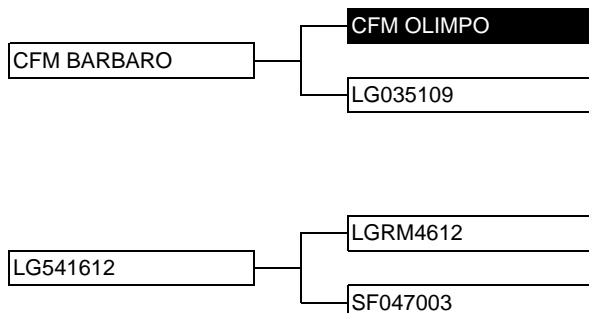 CFM OLIMPO
CFM BARBARO
LG035109
LGRM4612
LG541612
SF047003